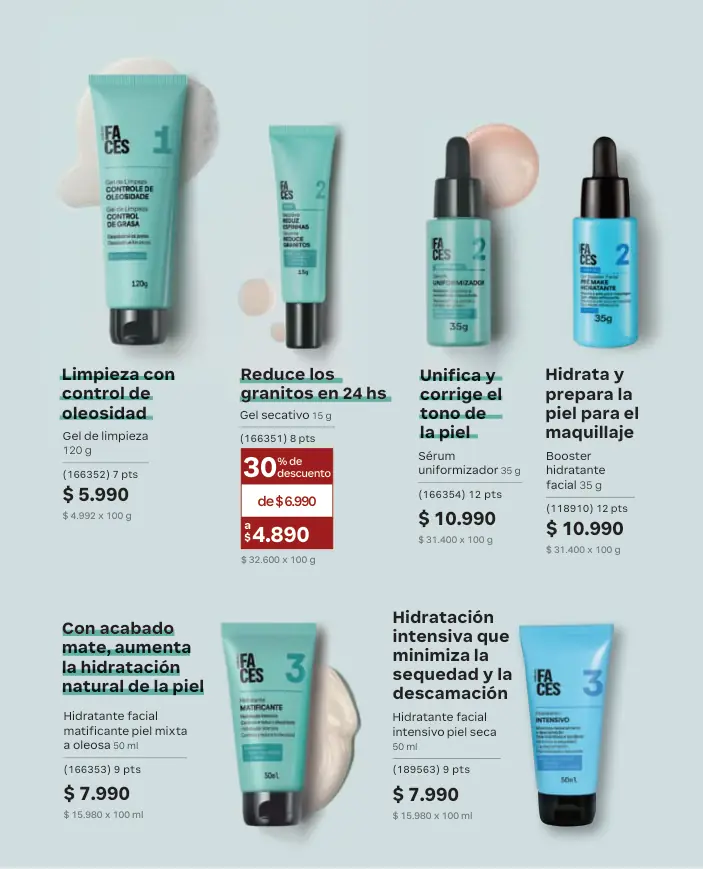 FA
CES
1
Gel de Limpeza
CONTROLE DE
OLEOSIDADE
Gel de Limpieza
CONTROL
DE GRASA
120g
FA
CES
2
REDUZ
ESPINHAS
REDUCE
GRANITOS
15g
FA
CES
2
UNIFORMIZADOR
35g
FA
CES
2
PRÉ MAKE
HIDRATANTE
35g
Limpieza con
control de
oleosidad
Gel de limpieza
120 g
(166352) 7 pts
$ 5.990
$ 4.992 x 100 g
Reduce los
granitos en 24 hs
Gel secativo 15 g
(166351) 8 pts
30 % de
descuento
de $ 6.990
a
$ 4.890
$ 32.600 x 100 g
Unifica y
corrige el
tono de
la piel
Sérum
uniformizador 35 g
(166354) 12 pts
$ 10.990
$ 31.400 x 100 g
Hidrata y
prepara la
piel para el
maquillaje
Booster
hidratante
facial 35 g
(118910) 12 pts
$ 10.990
$ 31.400 x 100 g
Con acabado
mate, aumenta
la hidratación
natural de la piel
Hidratante facial
matificante piel mixta
a oleosa 50 ml
(166353) 9 pts
$ 7.990
$ 15.980 x 100 ml
FA
CES
3
MATIFICANTE
Hidratación
intensiva que
minimiza la
sequedad y la
descamación
Hidratante facial
intensivo piel seca
50 ml
(189563) 9 pts
$ 7.990
$ 15.980 x 100 ml
FA
CES
3
INTENSIVO